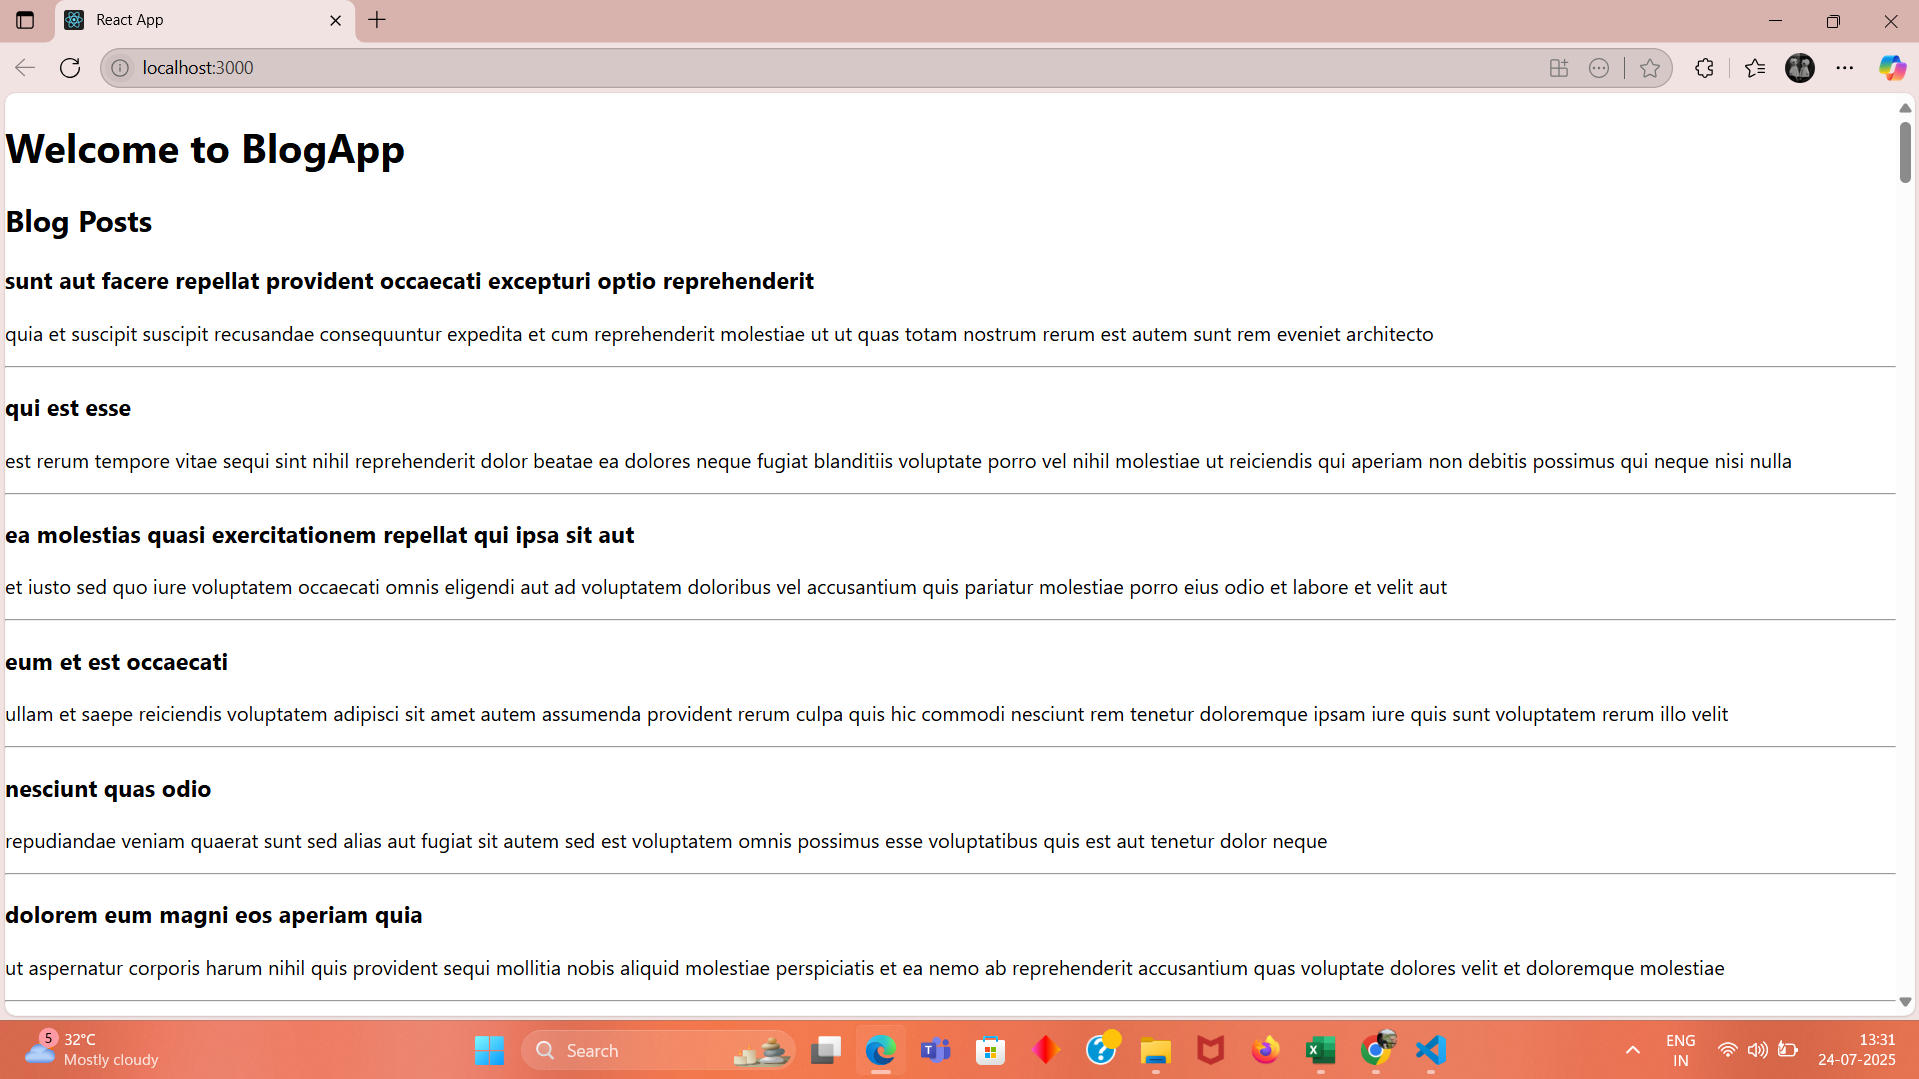 React App
localhost:3000
Welcome to BlogApp
Blog Posts
sunt aut facere repellat provident occaecati excepturi optio reprehenderit
quia et suscipit suscipit recusandae consequuntur expedita et cum reprehenderit molestiae ut ut quas totam nostrum rerum est autem sunt rem eveniet architecto
qui est esse
est rerum tempore vitae sequi sint nihil reprehenderit dolor beatae ea dolores neque fugiat blanditiis voluptate porro vel nihil molestiae ut reiciendis qui aperiam non debitis possimus qui neque nisi nulla
ea molestias quasi exercitationem repellat qui ipsa sit aut
et iusto sed quo iure voluptatem occaecati omnis eligendi aut ad voluptatem doloribus vel accusantium quis pariatur molestiae porro eius odio et labore et velit aut
eum et est occaecati
ullam et saepe reiciendis voluptatem adipisci sit amet autem assumenda provident rerum culpa quis hic commodi nesciunt rem tenetur doloremque ipsam iure quis sunt voluptatem rerum illo velit
nesciunt quas odio
repudiandae veniam quaerat sunt sed alias aut fugiat sit autem sed est voluptatem omnis possimus esse voluptatibus quis est aut tenetur dolor neque
dolorem eum magni eos aperiam quia
ut aspernatur corporis harum nihil quis provident sequi mollitia nobis aliquid molestiae perspiciatis et ea nemo ab reprehenderit accusantium quas voluptate dolores velit et doloremque molestiae
5
32°C
Mostly cloudy
Search
ENG
IN
13:31
24-07-2025